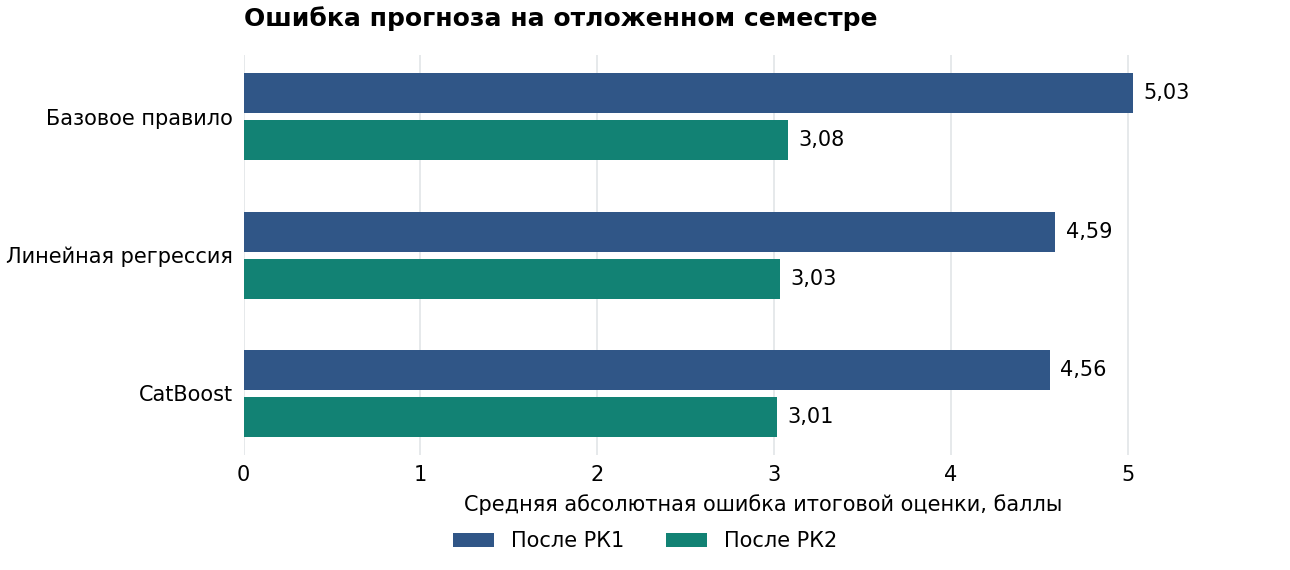 Ошибка прогноза на отложенном семестре
Базовое правило
5,03
3,08
Линейная регрессия
4,59
3,03
CatBoost
4,56
3,01
0 1 2 3 4 5
Средняя абсолютная ошибка итоговой оценки, баллы
После РК1 После РК2